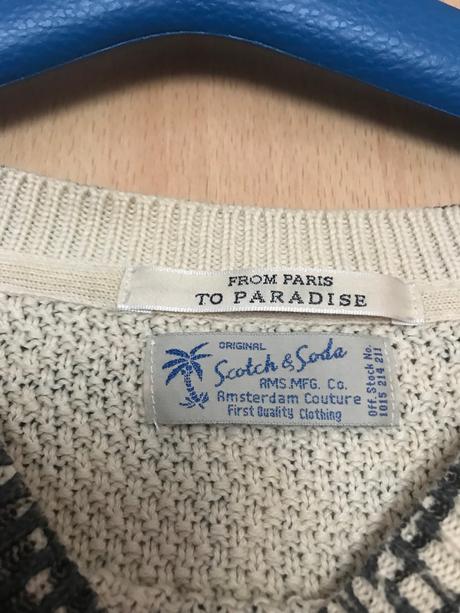 FROM PARIS
TO PARADISE
ORIGINAL
Scotch & Soda
AMS.MFG. Co.
Amsterdam Couture
First Quality Clothing
Off. Stock No.
1015 214 211